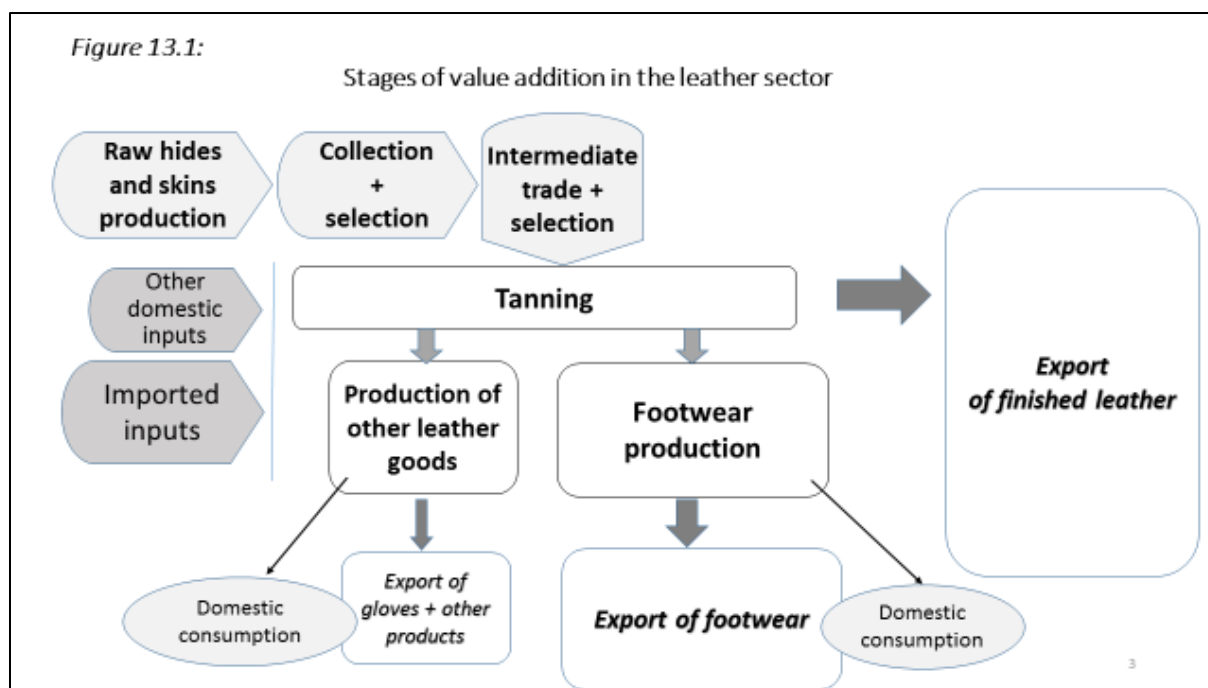 Figure 13.1:
Stages of value addition in the leather sector
Raw hides
and skins
production
Collection
+
selection
Intermediate
trade +
selection
Other
domestic
inputs
Tanning
Export
of finished leather
Imported
inputs
Production of
other leather
goods
Footwear
production
Domestic
consumption
Export of
gloves + other
products
Export of footwear
Domestic
consumption
3